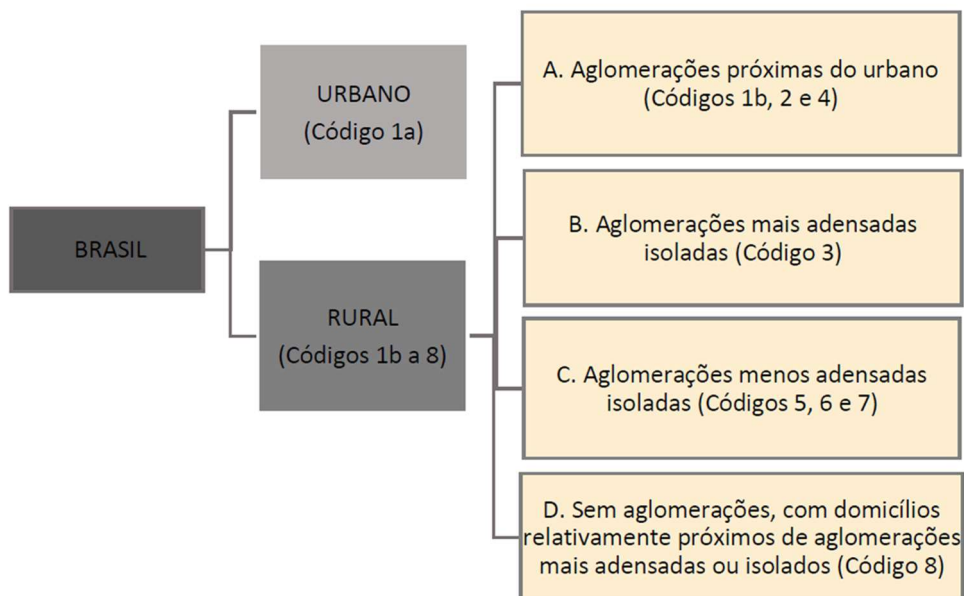 BRASIL
URBANO
(Código 1a)
RURAL
(Códigos 1b a 8)
A. Aglomerações próximas do urbano
(Códigos 1b, 2 e 4)
B. Aglomerações mais adensadas
isoladas (Código 3)
C. Aglomerações menos adensadas
isoladas (Códigos 5, 6 e 7)
D. Sem aglomerações, com domicílios
relativamente próximos de aglomerações
mais adensadas ou isolados (Código 8)